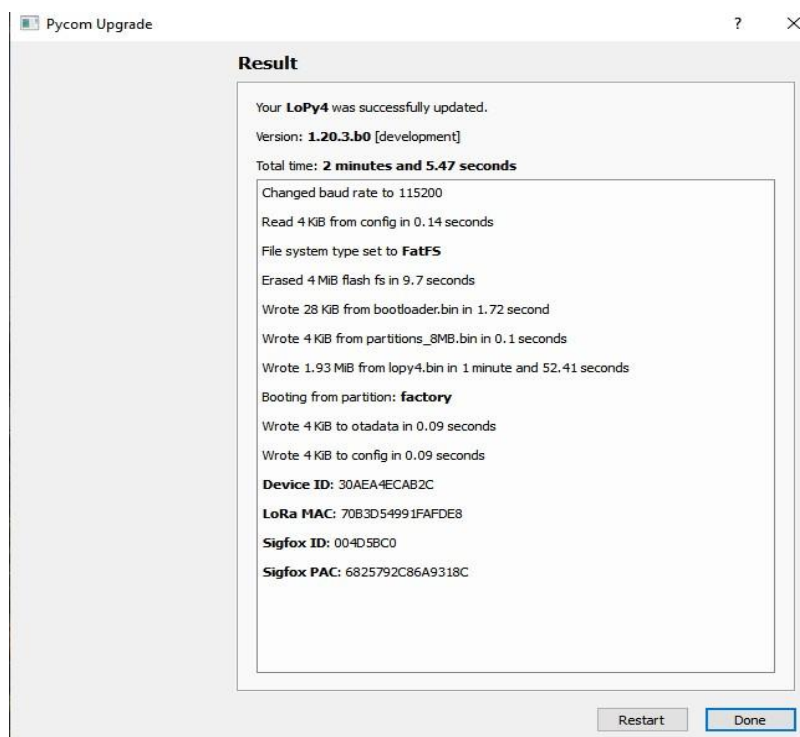 Pycom Upgrade
?
Result
Your LoPy4 was successfully updated.
Version: 1.20.3.b0 [development]
Total time: 2 minutes and 5.47 seconds
Changed baud rate to 115200
Read 4 KiB from config in 0.14 seconds
File system type set to FatFS
Erased 4 MiB flash fs in 9.7 seconds
Wrote 28 KiB from bootloader.bin in 1.72 second
Wrote 4 KiB from partitions_8MB.bin in 0.1 seconds
Wrote 1.93 MiB from lopy4.bin in 1 minute and 52.41 seconds
Booting from partition: factory
Wrote 4 KiB to otadata in 0.09 seconds
Wrote 4 KiB to config in 0.09 seconds
Device ID: 30AEA4ECAB2C
LoRa MAC: 70B3D54991FAFDE8
Sigfox ID: 004D5BC0
Sigfox PAC: 6825792C86A9318C
Restart
Done